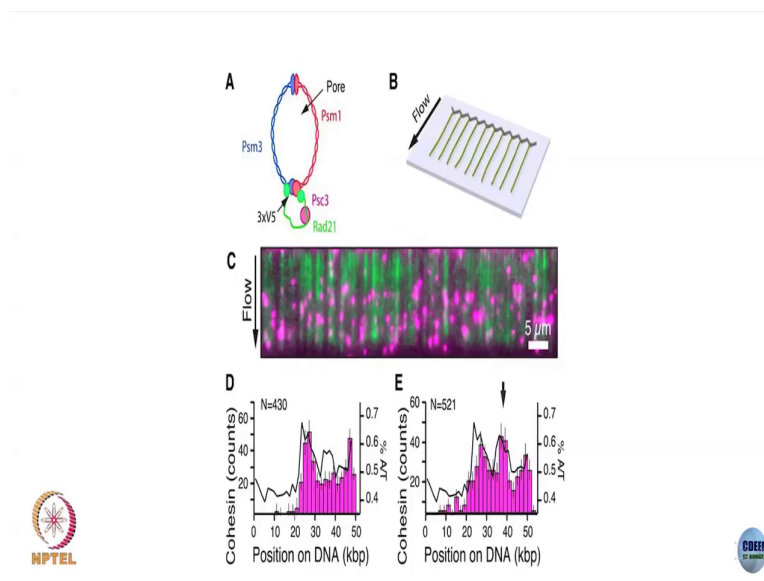 A
Pore
Psm1
Psm3
Psc3
3xV5
Rad21
B
Flow
C
Flow
5 µm
D
N=430
Cohesin (counts)
60
40
20
0.7
0.6
0.5
0.4
% A/T
0 10 20 30 40 50
Position on DNA (kbp)
E
N=521
Cohesin (counts)
60
40
20
0.7
0.6
0.5
0.4
% A/T
0 10 20 30 40 50
Position on DNA (kbp)
NPTEL